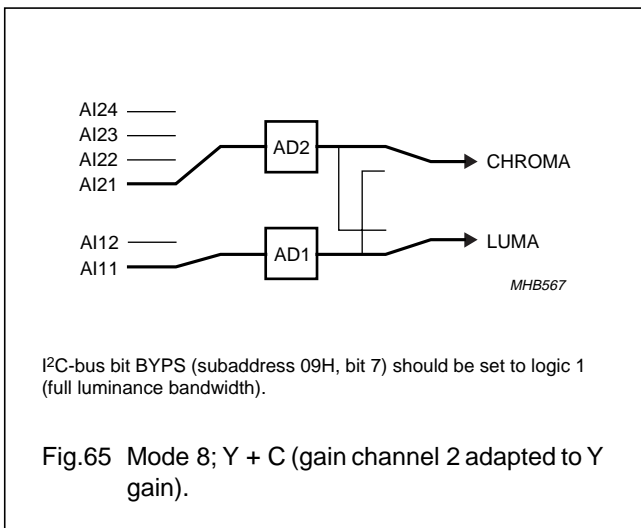 AI24
AI23
AI22
AI21
AD2
CHROMA
AI12
AI11
AD1
LUMA
MHB567
I²C-bus bit BYPS (subaddress 09H, bit 7) should be set to logic 1
(full luminance bandwidth).
Fig.65 Mode 8; Y + C (gain channel 2 adapted to Y
gain).